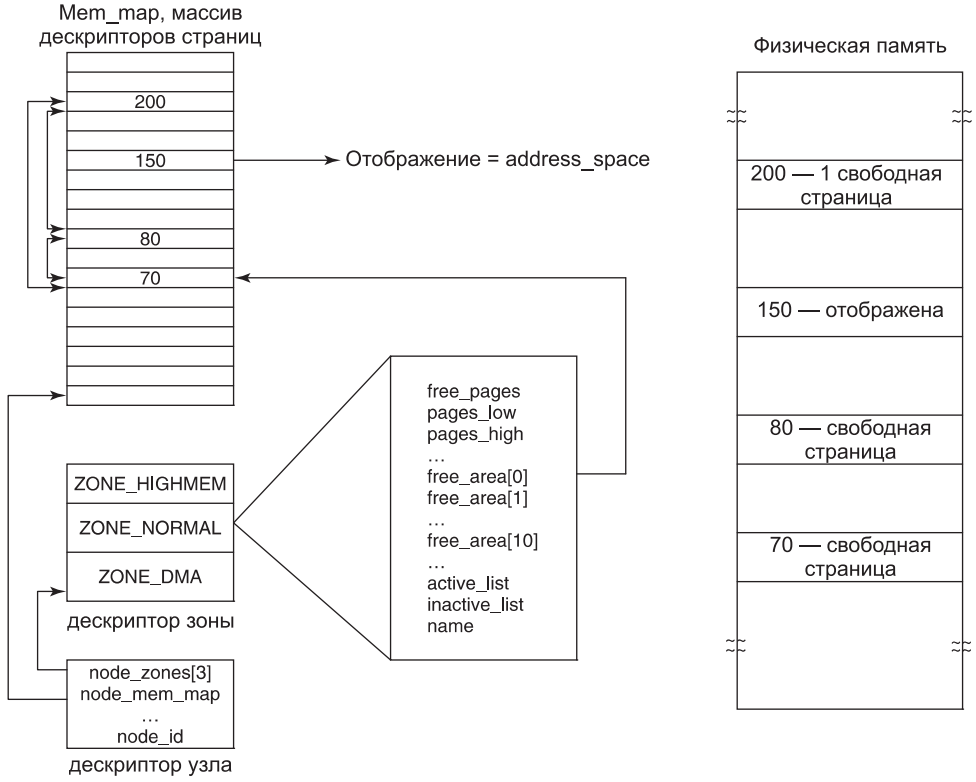 Mem_map, массив
дескрипторов страниц
200
150
80
70
Отображение = address_space
ZONE_HIGHMEM
ZONE_NORMAL
ZONE_DMA
дескриптор зоны
node_zones[3]
node_mem_map
...
node_id
дескриптор узла
free_pages
pages_low
pages_high
...
free_area[0]
free_area[1]
...
free_area[10]
...
active_list
inactive_list
name
Физическая память
200 — 1 свободная
страница
150 — отображена
80 — свободная
страница
70 — свободная
страница